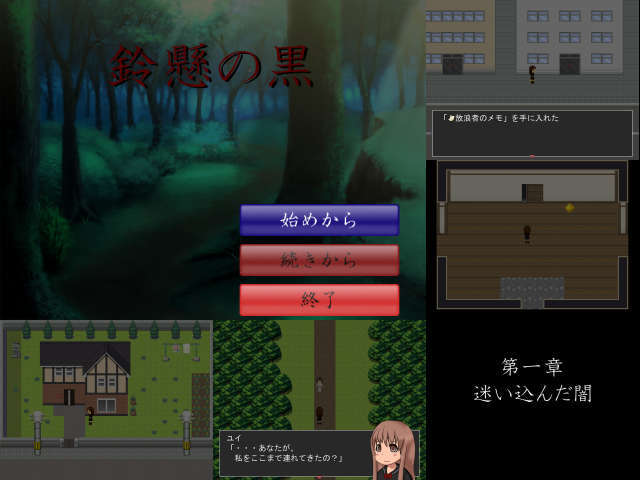 鈴懸の黒
始めから
続きから
終了
「放浪者のメモ」を手に入れた
ユイ
「・・・あなたが、
私をここまで連れてきたの？」
第一章
迷い込んだ闇